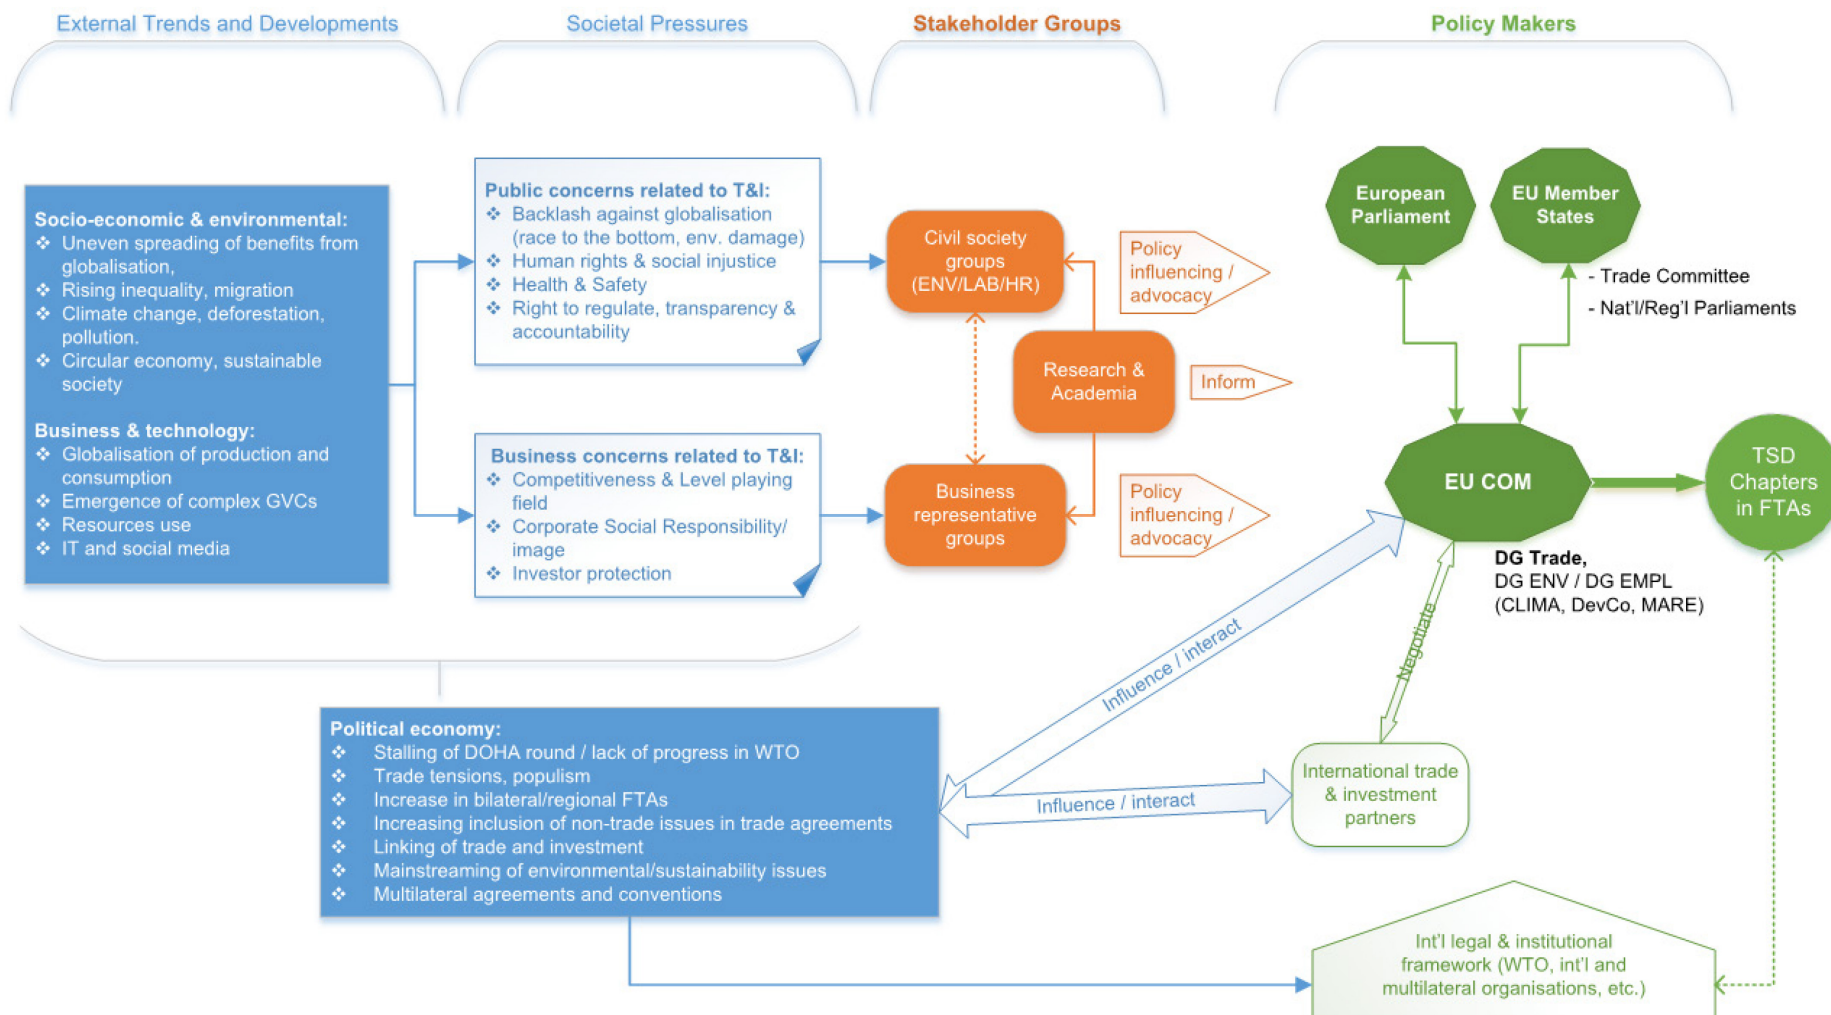 External Trends and Developments
Societal Pressures
Stakeholder Groups
Policy Makers
Socio-economic & environmental:
❖ Uneven spreading of benefits from
globalisation,
❖ Rising inequality, migration
❖ Climate change, deforestation,
pollution.
❖ Circular economy, sustainable
society
Business & technology:
❖ Globalisation of production and
consumption
❖ Emergence of complex GVCs
❖ Resources use
❖ IT and social media
Public concerns related to T&I:
❖ Backlash against globalisation
(race to the bottom, env. damage)
❖ Human rights & social injustice
❖ Health & Safety
❖ Right to regulate, transparency &
accountability
Business concerns related to T&I:
❖ Competitiveness & Level playing
field
❖ Corporate Social Responsibility/
image
❖ Investor protection
Civil society
groups
(ENV/LAB/HR)
Research &
Academia
Business
representative
groups
Policy
influencing /
advocacy
Inform
Policy
influencing /
advocacy
European
Parliament
EU Member
States
- Trade Committee
- Nat'l/Reg'l Parliaments
EU COM
TSD
Chapters
in FTAs
DG Trade,
DG ENV / DG EMPL
(CLIMA, DevCo, MARE)
Negotiate
Influence / interact
Influence / interact
International trade
& investment
partners
Political economy:
❖ Stalling of DOHA round / lack of progress in WTO
❖ Trade tensions, populism
❖ Increase in bilateral/regional FTAs
❖ Increasing inclusion of non-trade issues in trade agreements
❖ Linking of trade and investment
❖ Mainstreaming of environmental/sustainability issues
❖ Multilateral agreements and conventions
Int'l legal & institutional
framework (WTO, int'l and
multilateral organisations, etc.)